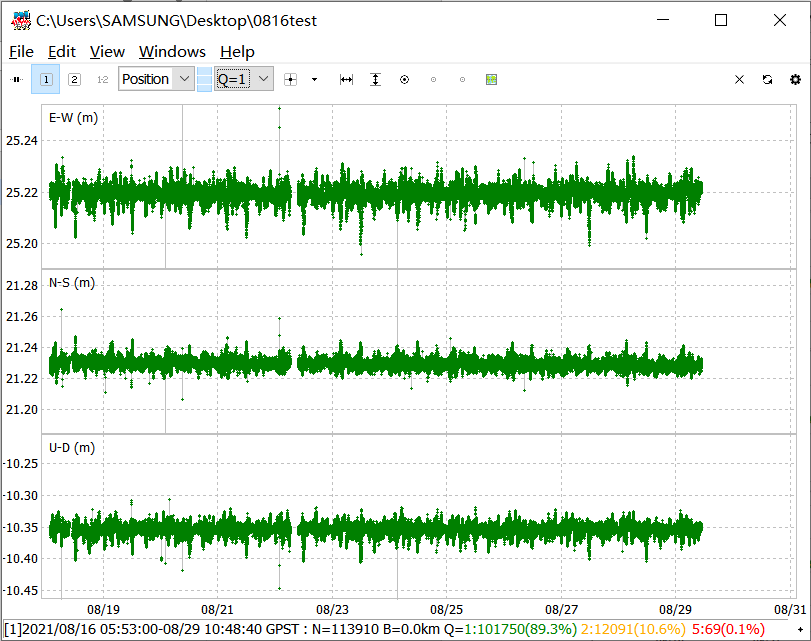 C:\Users\SAMSUNG\Desktop\0816test
File Edit View Windows Help
1 2 1-2 Position Q=1
E-W (m)
25.24
25.22
25.20
N-S (m)
21.28
21.26
21.24
21.22
21.20
U-D (m)
-10.25
-10.30
-10.35
-10.40
-10.45
08/19 08/21 08/23 08/25 08/27 08/29 08/31
[1]2021/08/16 05:53:00-08/29 10:48:40 GPST : N=113910 B=0.0km Q=1:101750(89.3%) 2:12091(10.6%) 5:69(0.1%)